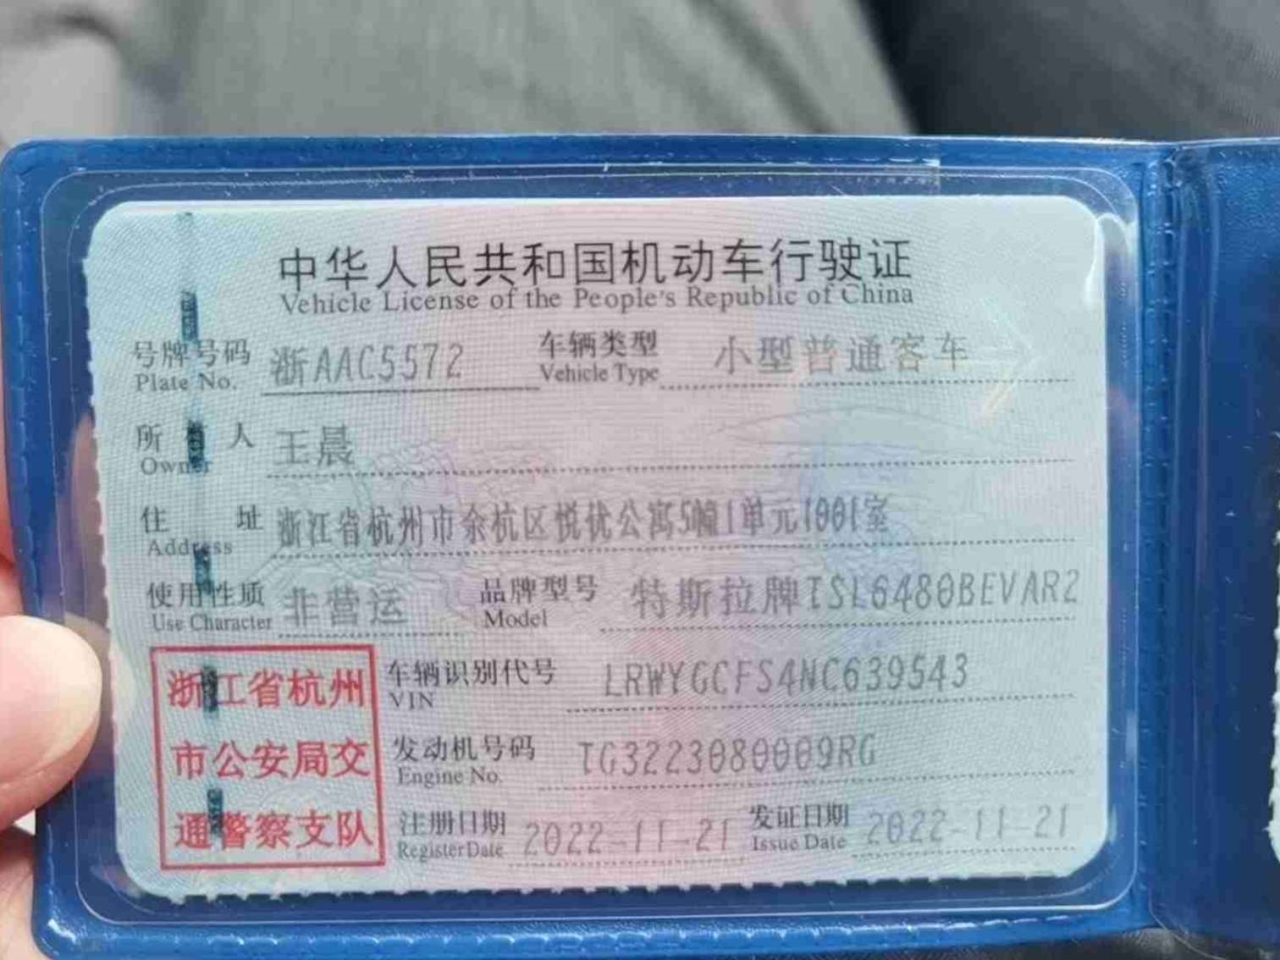 中华人民共和国机动车行驶证
Vehicle License of the People's Republic of China
号牌号码 浙AAC5572 车辆类型 小型普通客车
Plate No. Vehicle Type
所 人 王晨
Owner
住 址 浙江省杭州市余杭区悦优公寓5幢1单元1001室
Address
使用性质 非营运 品牌型号 特斯拉牌TSL6480BEVAR2
Use Character Model
浙江省杭州 车辆识别代号 LRWYGCFS4NC639543
VIN
市公安局交 发动机号码 TG3223080009RG
Engine No.
通警察支队 注册日期 2022-11-21 发证日期 2022-11-21
Register Date Issue Date